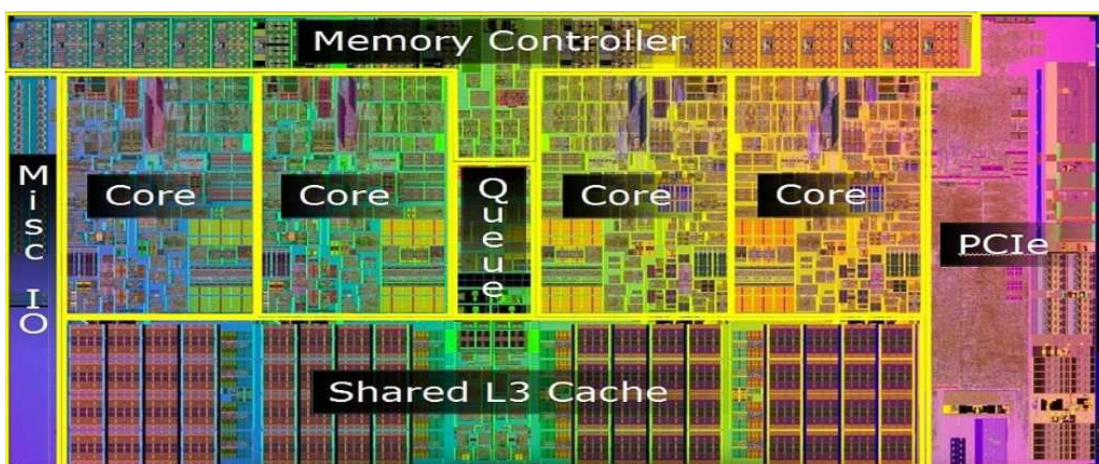 Memory Controller
Misc IO
Core
Core
Queue
Core
Core
PCIe
Shared L3 Cache